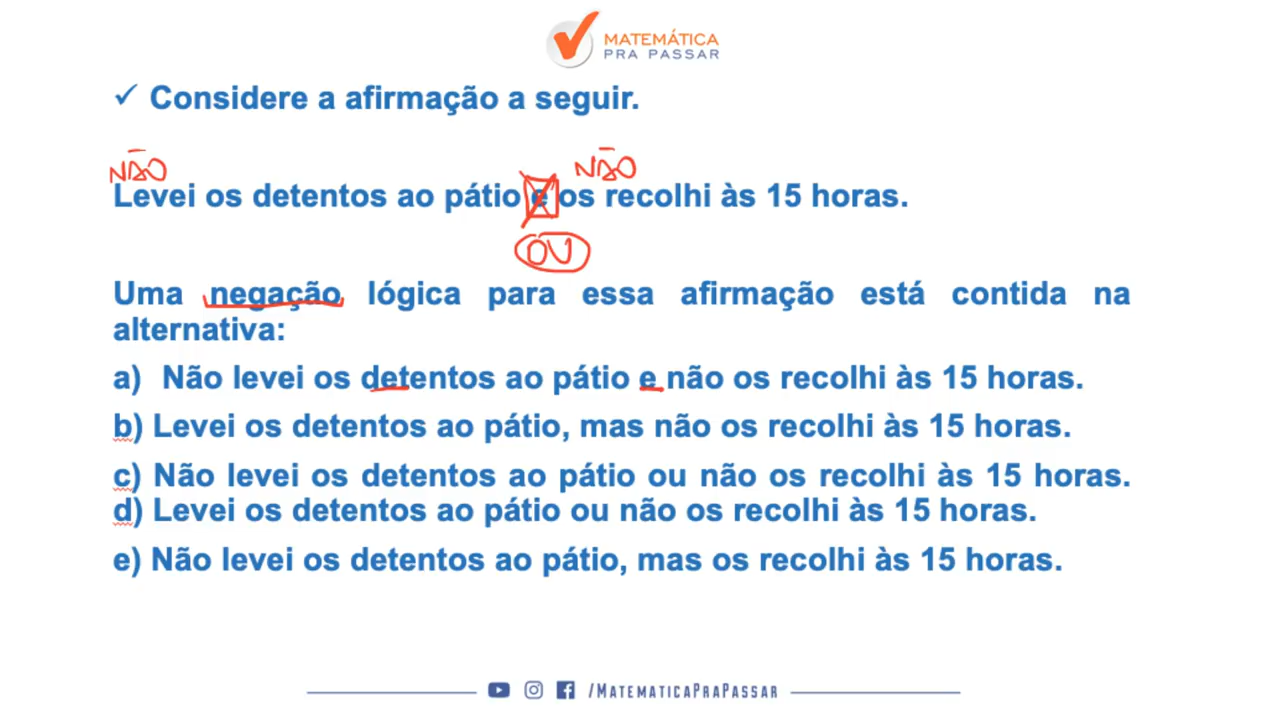 MATEMÁTICA
PRA PASSAR
✓ Considere a afirmação a seguir.
NÃO NÃO
Levei os detentos ao pátio e os recolhi às 15 horas.
OU
Uma negação lógica para essa afirmação está contida na
alternativa:
a) Não levei os detentos ao pátio e não os recolhi às 15 horas.
b) Levei os detentos ao pátio, mas não os recolhi às 15 horas.
c) Não levei os detentos ao pátio ou não os recolhi às 15 horas.
d) Levei os detentos ao pátio ou não os recolhi às 15 horas.
e) Não levei os detentos ao pátio, mas os recolhi às 15 horas.
/MATEMATICAPRAPASSAR